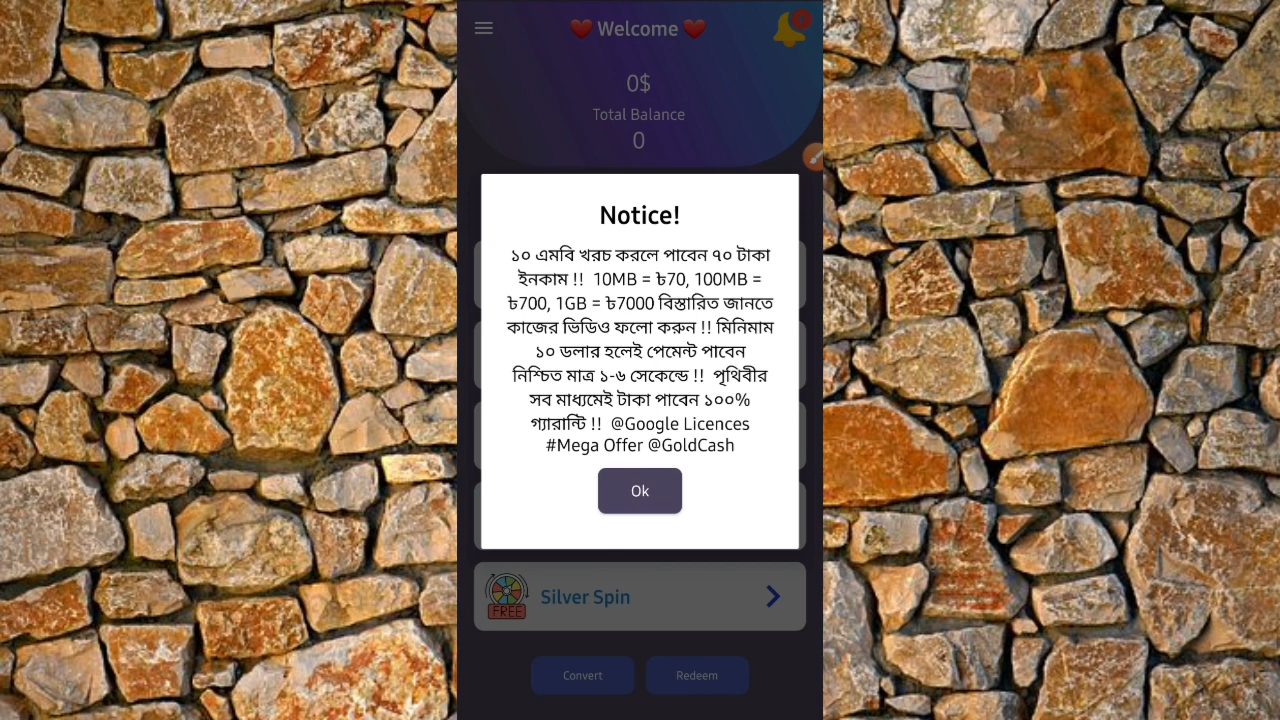 ❤️ Welcome ❤️
0$
Total Balance
0
Notice!
১০ এমবি খরচ করলে পাবেন ৭০ টাকা
ইনকাম !! 10MB = ৳70, 100MB =
৳700, 1GB = ৳7000 বিস্তারিত জানতে
কাজের ভিডিও ফলো করুন !! মিনিমাম
১০ ডলার হলেই পেমেন্ট পাবেন
নিশ্চিত মাত্র ১-৬ সেকেন্ডে !! পৃথিবীর
সব মাধ্যমেই টাকা পাবেন ১০০%
গ্যারান্টি !! @Google Licences
#Mega Offer @GoldCash
Ok
FREE
Silver Spin
Convert
Redeem